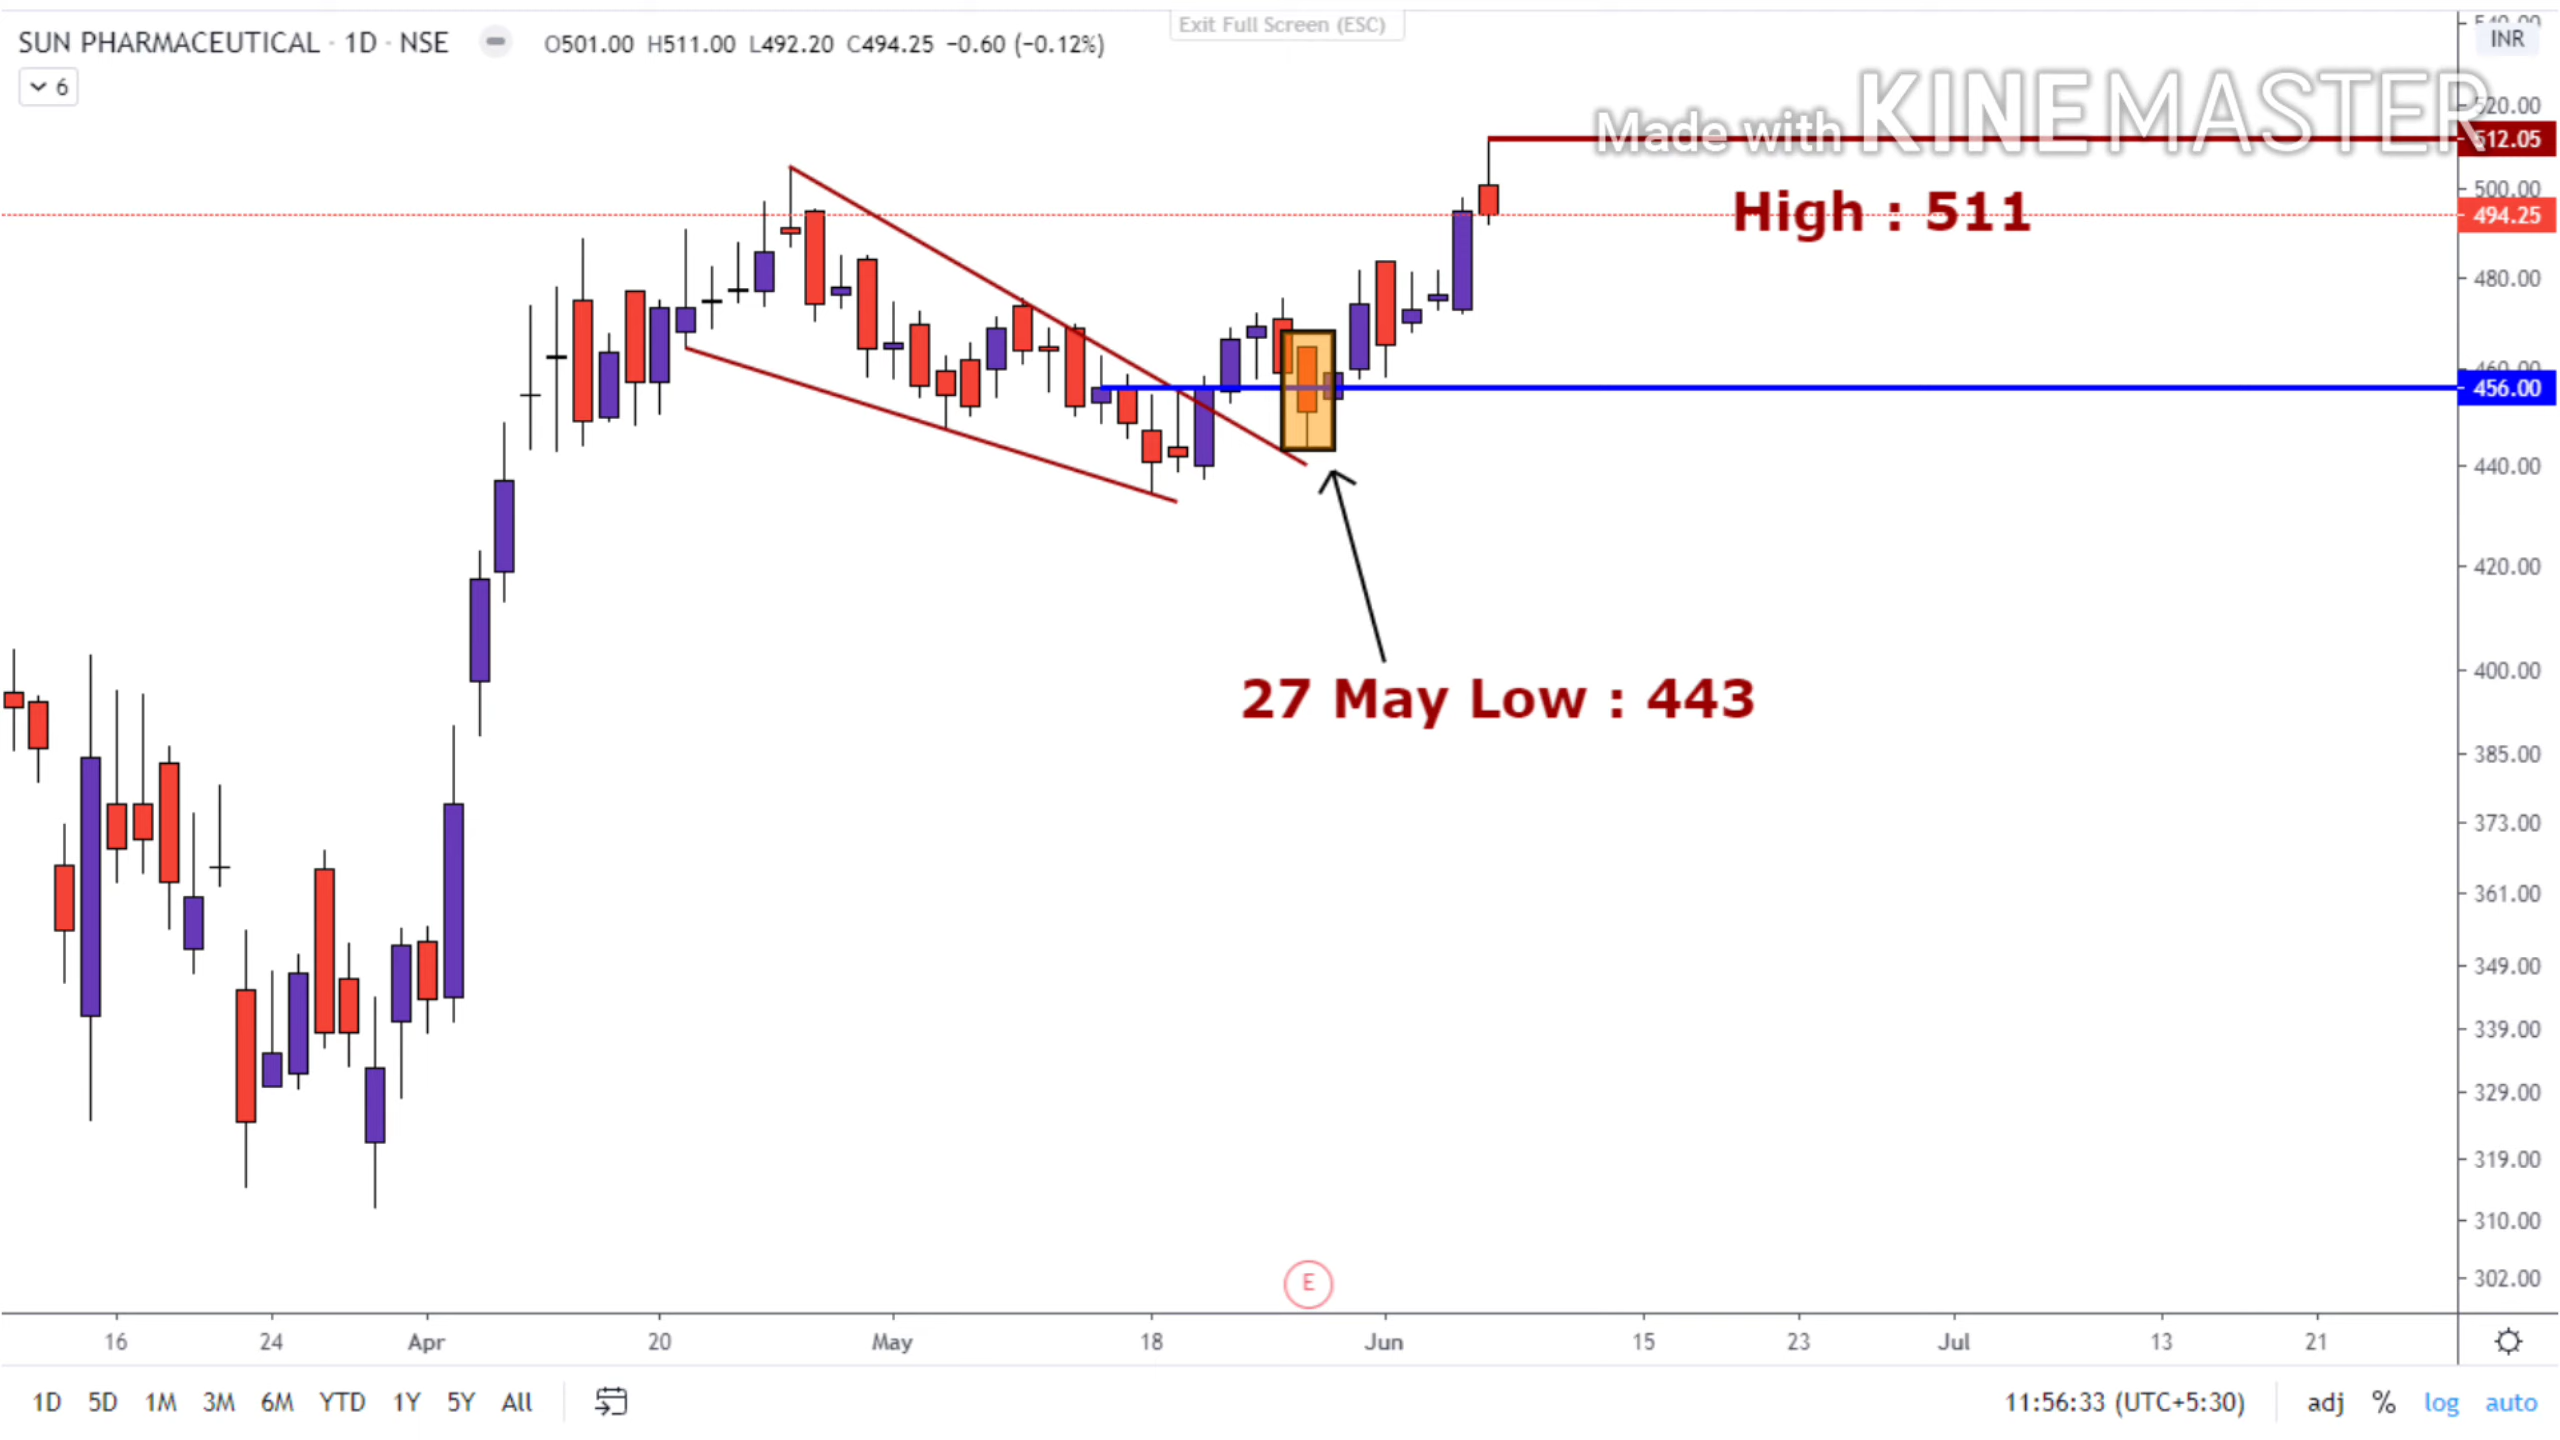 Exit Full Screen (ESC)
SUN PHARMACEUTICAL · 1D · NSE O501.00 H511.00 L492.20 C494.25 −0.60 (−0.12%)
INR
6
Made with KINEMASTER
520.00
512.05
500.00
High : 511
494.25
480.00
460.00
456.00
440.00
420.00
400.00
27 May Low : 443
385.00
373.00
361.00
349.00
339.00
329.00
319.00
310.00
E
302.00
16 24 Apr 20 May 18 Jun 15 23 Jul 13 21
1D 5D 1M 3M 6M YTD 1Y 5Y All 11:56:33 (UTC+5:30) adj % log auto